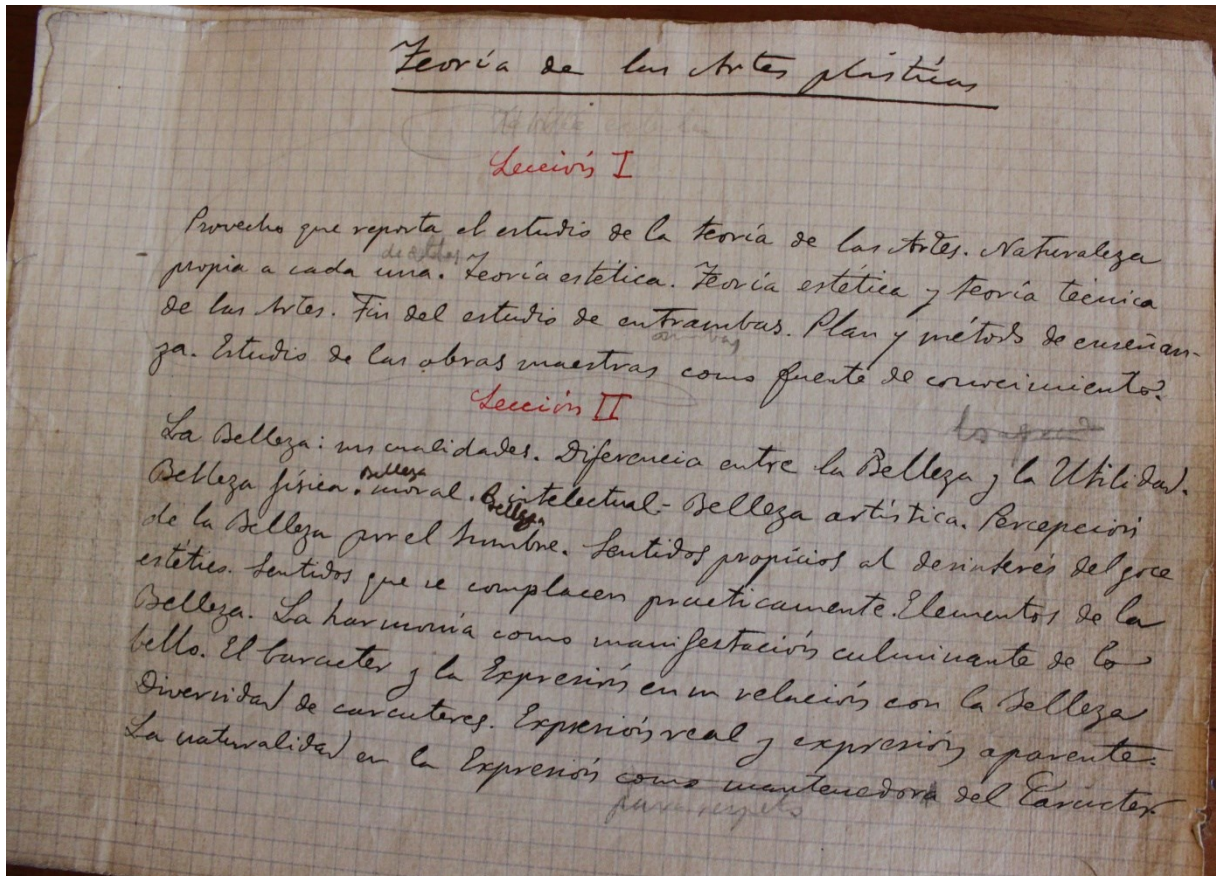 Teoría de las Artes plásticas
Lección I
Provecho que reporta el estudio de la teoría de las Artes. Naturaleza
propia a cada una. Teoría estética. Teoría estética y teoría técnica
de las Artes. Fin del estudio de entrambas. Plan y método de enseñan-
za. Estudio de las obras maestras como fuente de conocimiento.
Lección II
La Belleza: sus cualidades. Diferencia entre la Belleza y la Utilidad.
Belleza física. Belleza moral. Belleza intelectual.- Belleza artística. Percepción
de la Belleza por el hombre. Sentidos propicios al desinterés del goce
estético. Sentidos que se complacen practicamente. Elementos de la
Belleza. La harmonía como manifestación culminante de lo
bello. El Caracter y la Expresión en su relación con la Belleza
Diversidad de caracteres. Expresión real y expresión aparente.
La naturalidad en la Expresión como mantenedora del Caracter